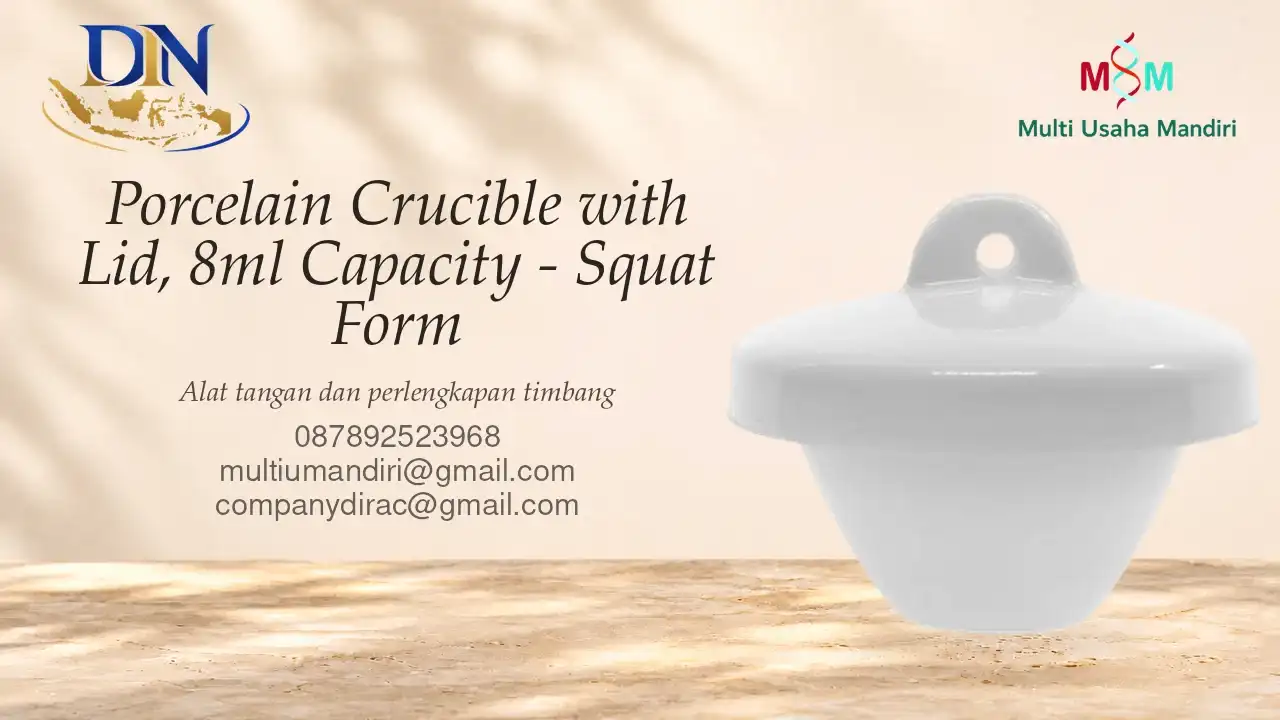 DN
M M
Multi Usaha Mandiri
Porcelain Crucible with
Lid, 8ml Capacity - Squat
Form
Alat tangan dan perlengkapan timbang
087892523968
multiumandiri@gmail.com
companydirac@gmail.com